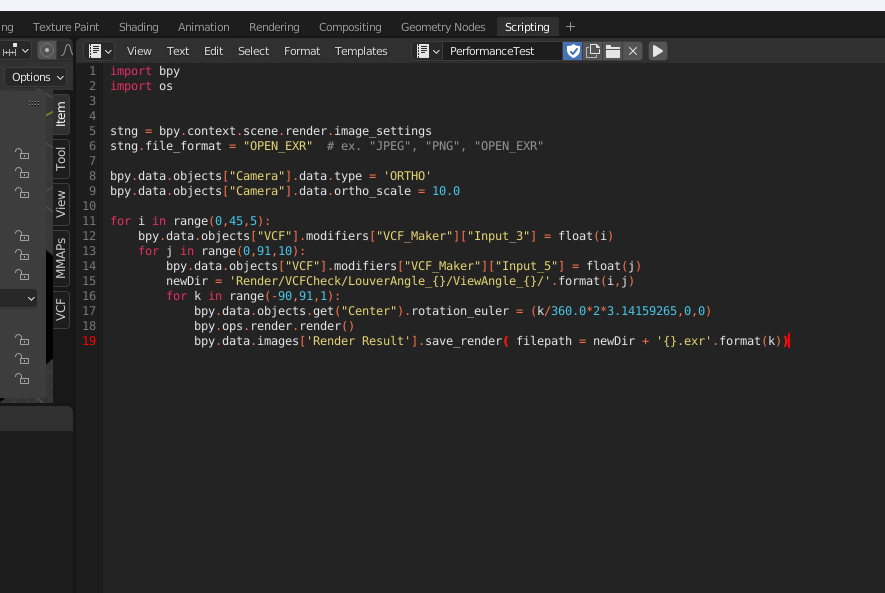 ng Texture Paint Shading Animation Rendering Compositing Geometry Nodes Scripting +
View Text Edit Select Format Templates PerformanceTest
Options
Item
Tool
View
MMAPs
VCF
1 import bpy
2 import os
3
4
5 stng = bpy.context.scene.render.image_settings
6 stng.file_format = "OPEN_EXR"  # ex. "JPEG", "PNG", "OPEN_EXR"
7
8 bpy.data.objects["Camera"].data.type = 'ORTHO'
9 bpy.data.objects["Camera"].data.ortho_scale = 10.0
10
11 for i in range(0,45,5):
12     bpy.data.objects["VCF"].modifiers["VCF_Maker"]["Input_3"] = float(i)
13     for j in range(0,91,10):
14         bpy.data.objects["VCF"].modifiers["VCF_Maker"]["Input_5"] = float(j)
15         newDir = 'Render/VCFCheck/LouverAngle_{}/ViewAngle_{}/'.format(i,j)
16         for k in range(-90,91,1):
17             bpy.data.objects.get("Center").rotation_euler = (k/360.0*2*3.14159265,0,0)
18             bpy.ops.render.render()
19             bpy.data.images['Render Result'].save_render( filepath = newDir + '{}.exr'.format(k))